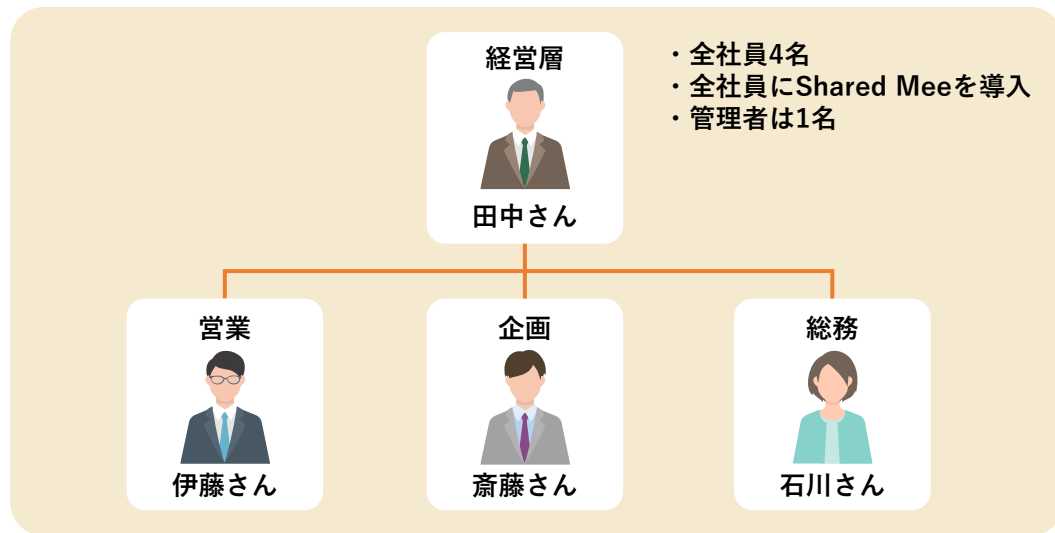 経営層
田中さん
・全社員4名
・全社員にShared Meeを導入
・管理者は1名
営業
伊藤さん
企画
斎藤さん
総務
石川さん